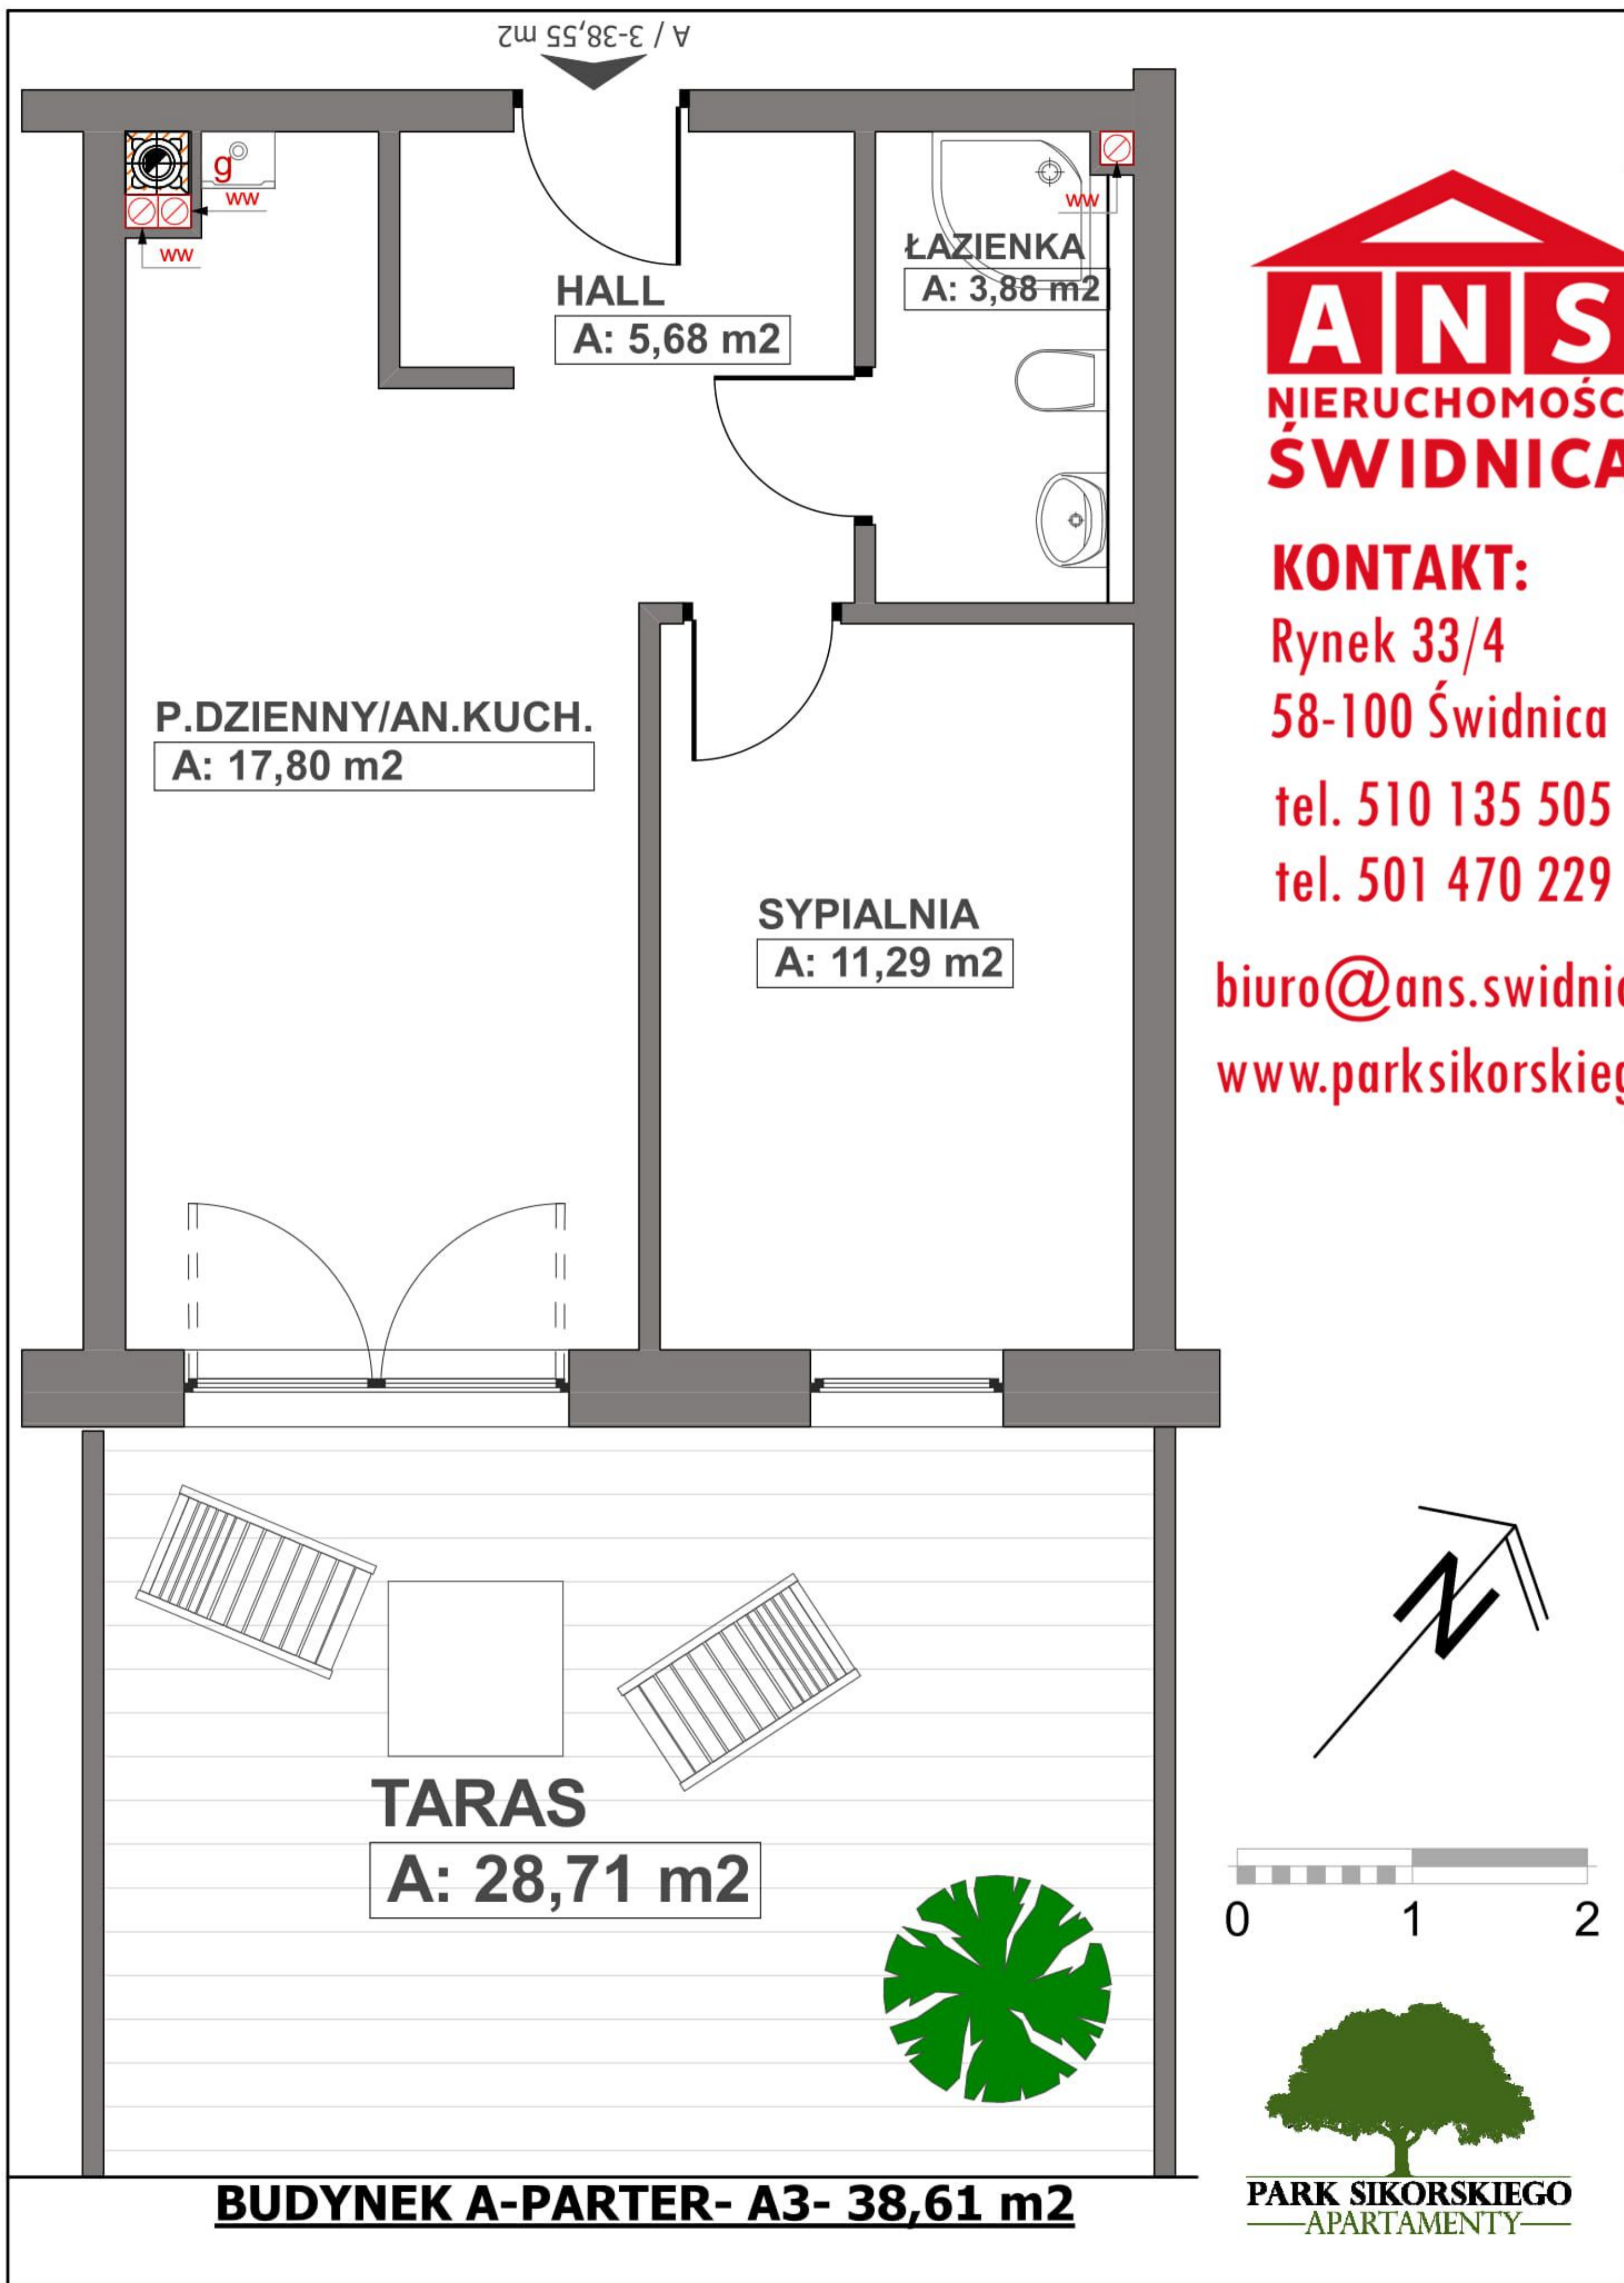 A / 3-38,55 m2
g
ww
ww
ww
HALL
A: 5,68 m2
ŁAZIENKA
A: 3,88 m2
P.DZIENNY/AN.KUCH.
A: 17,80 m2
SYPIALNIA
A: 11,29 m2
TARAS
A: 28,71 m2
BUDYNEK A-PARTER- A3- 38,61 m2
ANS
NIERUCHOMOŚC
ŚWIDNICA
KONTAKT:
Rynek 33/4
58-100 Świdnica
tel. 510 135 505
tel. 501 470 229
biuro@ans.swidni
www.parksikorskieg
N
0 1 2
PARK SIKORSKIEGO
APARTAMENTY